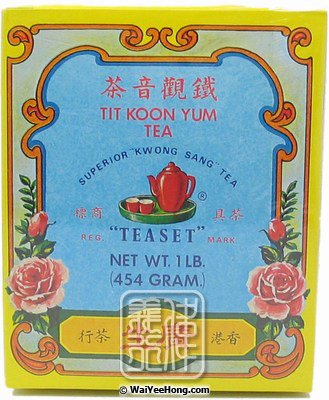 鐵觀音茶
TIT KOON YUM
TEA
SUPERIOR "KWONG SANG" TEA
®
茶具 商標
REG. "TEASET" MARK
NET WT. 1 LB.
(454 GRAM.)
香港 茶行
© WaiYeeHong.com